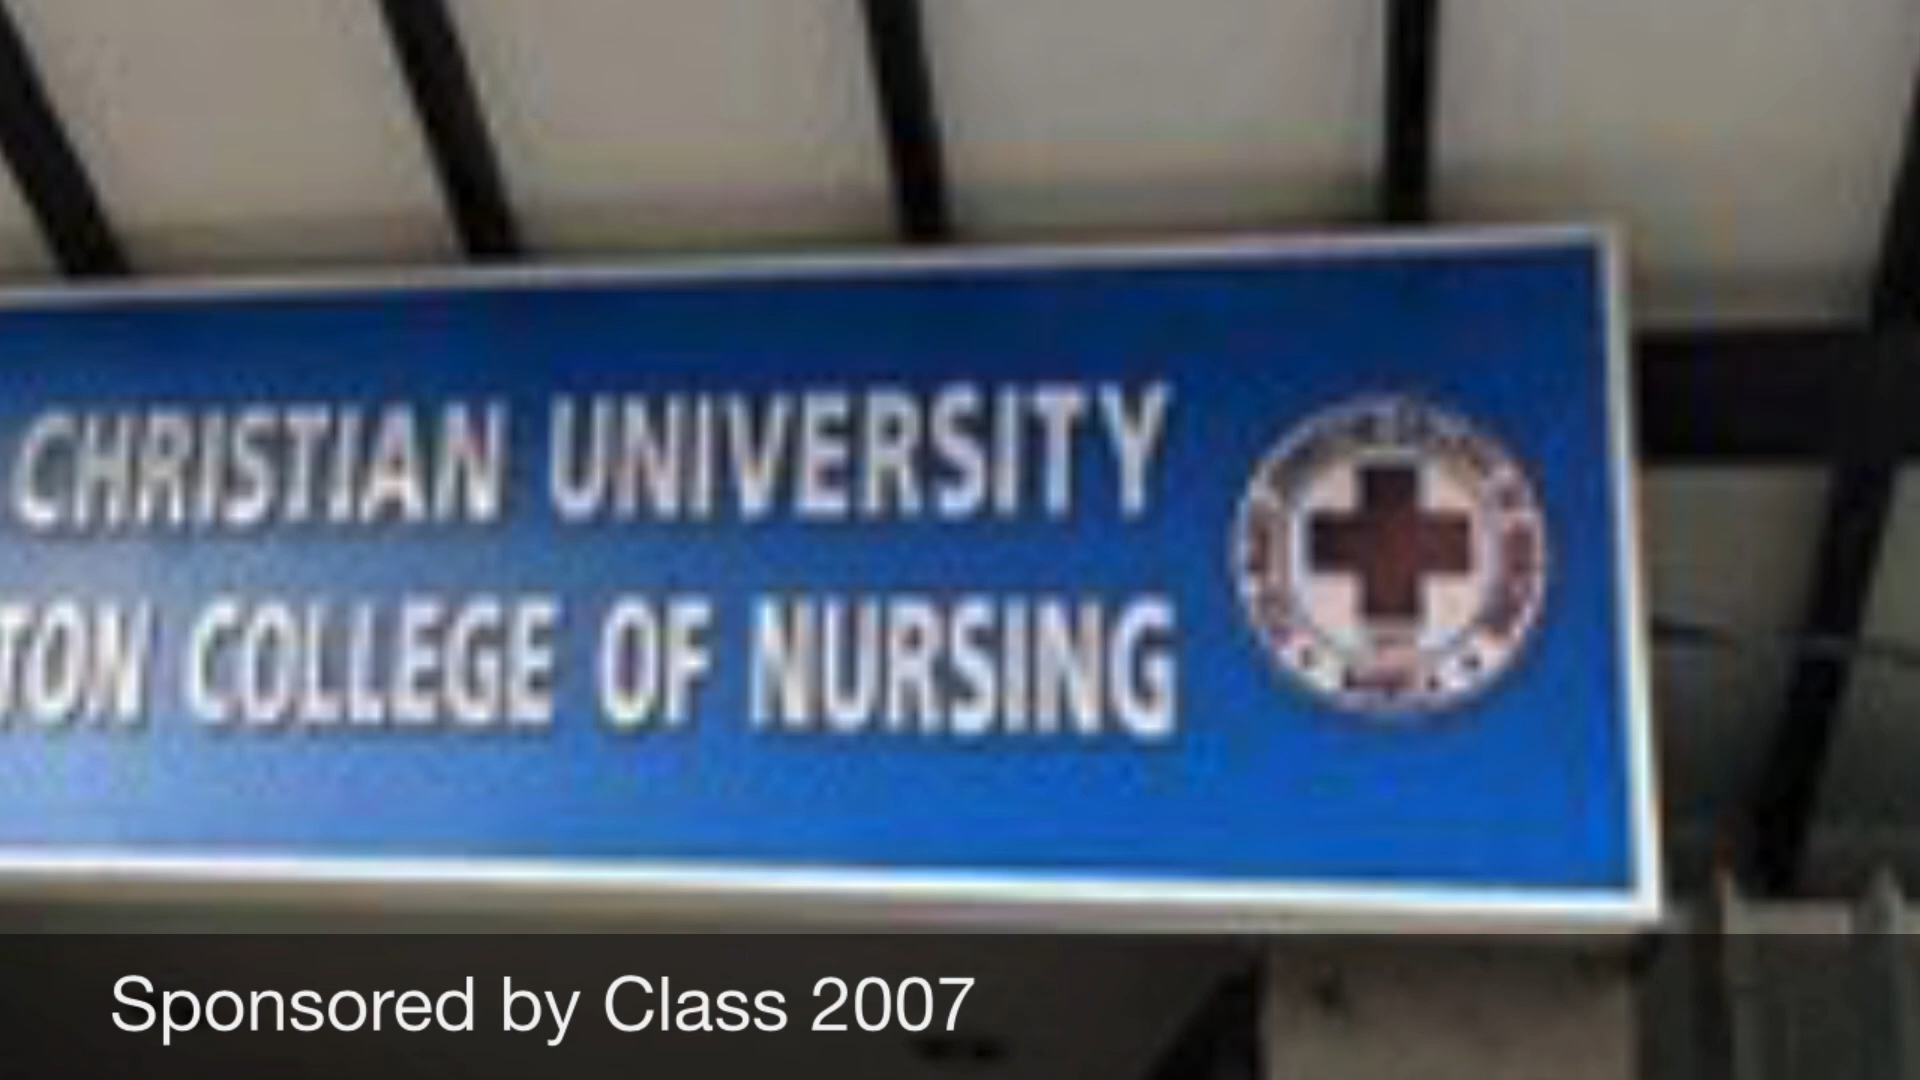 CHRISTIAN UNIVERSITY
TON COLLEGE OF NURSING
Sponsored by Class 2007